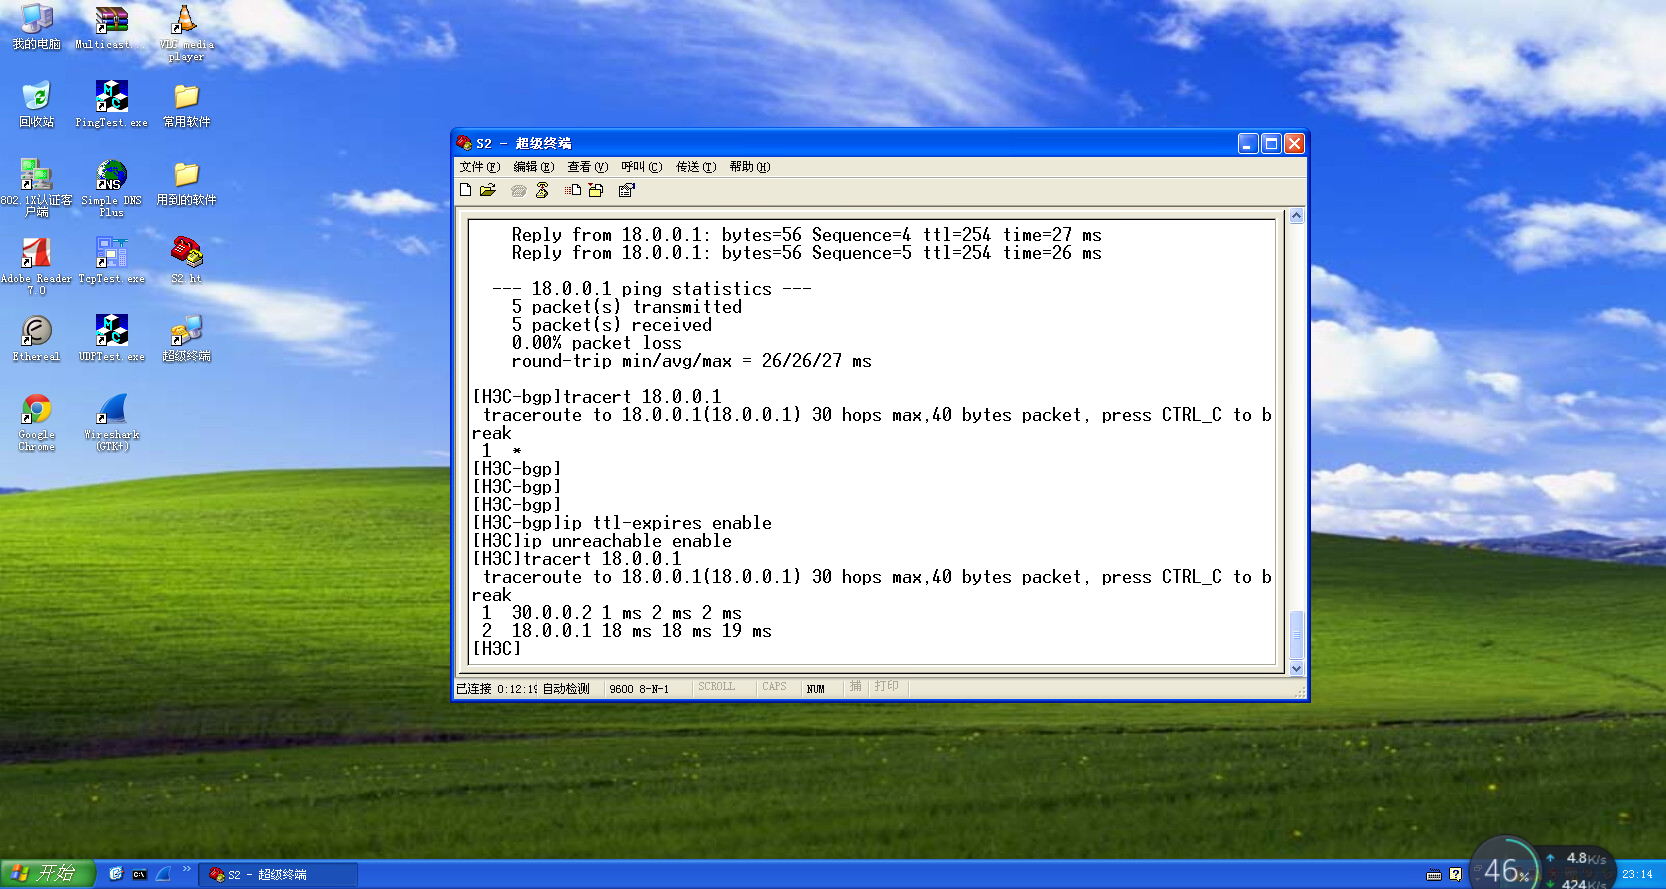 我的电脑
Multicast...
VLC media
player
回收站
PingTest.exe
常用软件
802.1X认证客
户端
Simple DNS
Plus
用到的软件
Adobe Reader
7.0
TcpTest.exe
S2.ht
Ethereal
UDPTest.exe
超级终端
Google
Chrome
Wireshark
(GTK+)
S2 - 超级终端
文件(F) 编辑(E) 查看(V) 呼叫(C) 传送(T) 帮助(H)
Reply from 18.0.0.1: bytes=56 Sequence=4 ttl=254 time=27 ms
Reply from 18.0.0.1: bytes=56 Sequence=5 ttl=254 time=26 ms
--- 18.0.0.1 ping statistics ---
5 packet(s) transmitted
5 packet(s) received
0.00% packet loss
round-trip min/avg/max = 26/26/27 ms
[H3C-bgp]tracert 18.0.0.1
traceroute to 18.0.0.1(18.0.0.1) 30 hops max,40 bytes packet, press CTRL_C to b
reak
1 *
[H3C-bgp]
[H3C-bgp]
[H3C-bgp]
[H3C-bgp]ip ttl-expires enable
[H3C]ip unreachable enable
[H3C]tracert 18.0.0.1
traceroute to 18.0.0.1(18.0.0.1) 30 hops max,40 bytes packet, press CTRL_C to b
reak
1 30.0.0.2 1 ms 2 ms 2 ms
2 18.0.0.1 18 ms 18 ms 19 ms
[H3C]
已连接 0:12:19 自动检测 9600 8-N-1 SCROLL CAPS NUM 捕 打印
开始
S2 - 超级终端
46%
4.8K/s
424K/s
23:14